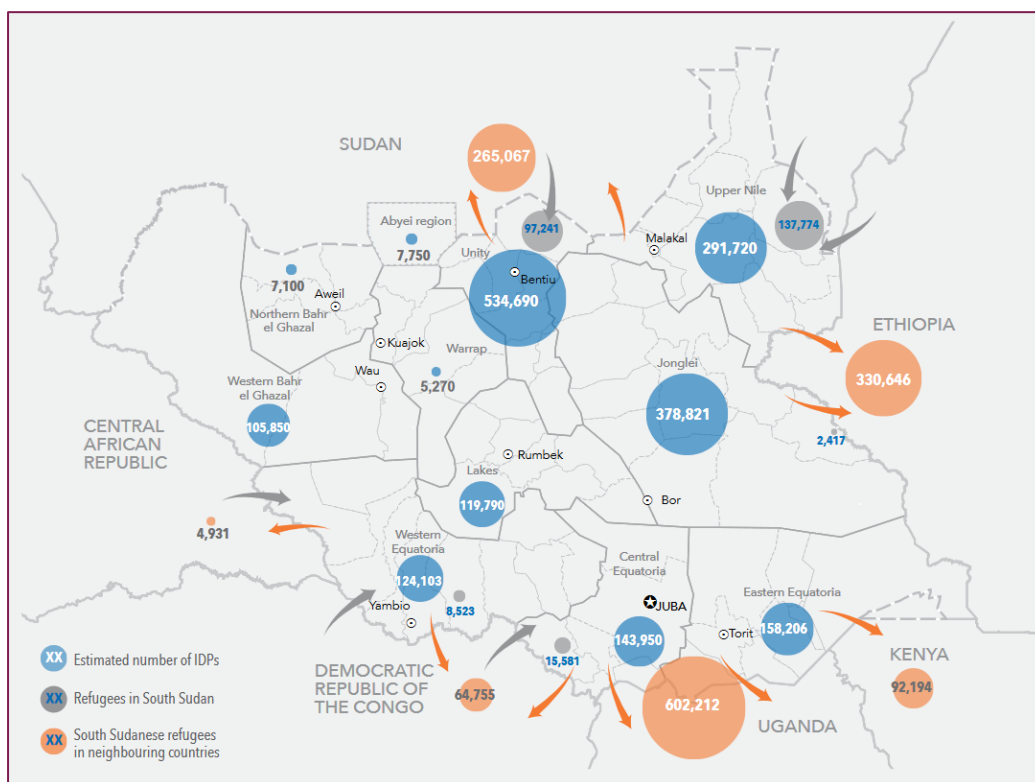 SUDAN
265,067
Upper Nile
Abyei region
97,241
137,774
7,750
Unity
Malakal
291,720
Bentiu
7,100
Aweil
534,690
Northern Bahr
el Ghazal
ETHIOPIA
Kuajok
Warrap
Jonglei
Wau
5,270
330,646
Western Bahr
el Ghazal
378,821
105,850
CENTRAL
AFRICAN
REPUBLIC
2,417
Rumbek
Lakes
119,790
Bor
4,931
Western
Equatoria
Central
Equatoria
124,103
8,523
Eastern Equatoria
Yambio
JUBA
143,950
Torit
158,206
15,581
XX Estimated number of IDPs
DEMOCRATIC
REPUBLIC OF
THE CONGO
KENYA
XX Refugees in South Sudan
64,755
92,194
602,212
UGANDA
XX South Sudanese refugees
in neighbouring countries